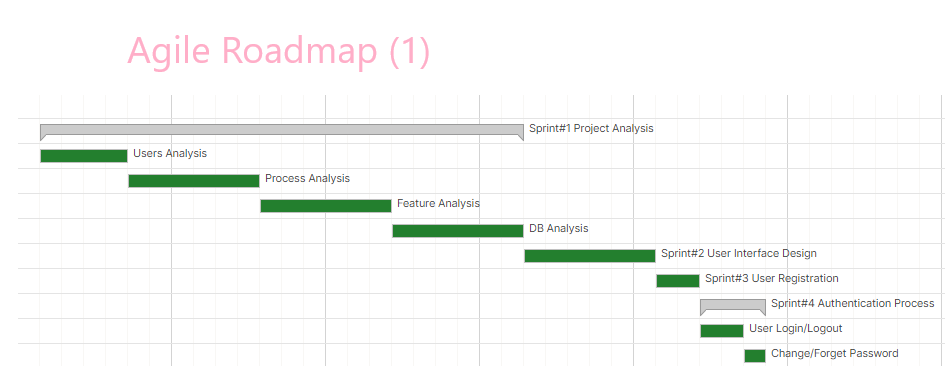 Agile Roadmap (1)
Sprint#1 Project Analysis
Users Analysis
Process Analysis
Feature Analysis
DB Analysis
Sprint#2 User Interface Design
Sprint#3 User Registration
Sprint#4 Authentication Process
User Login/Logout
Change/Forget Password